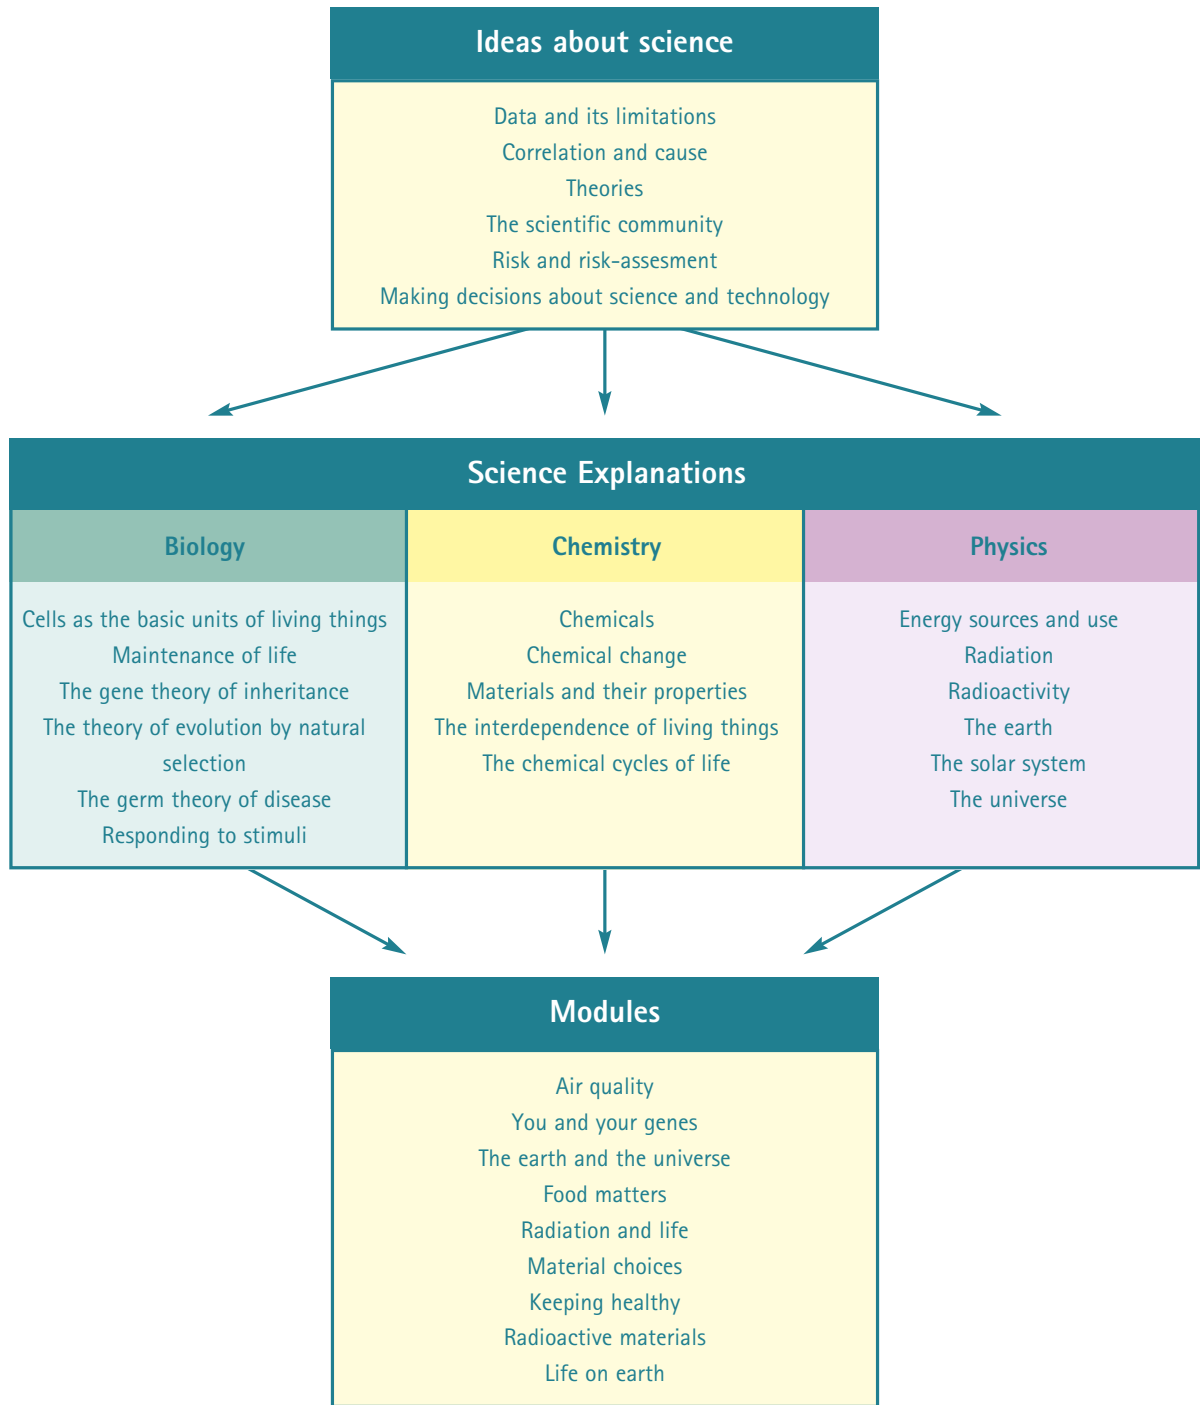 Ideas about science
Data and its limitations
Correlation and cause
Theories
The scientific community
Risk and risk-assesment
Making decisions about science and technology
Science Explanations
Biology
Cells as the basic units of living things
Maintenance of life
The gene theory of inheritance
The theory of evolution by natural
selection
The germ theory of disease
Responding to stimuli
Chemistry
Chemicals
Chemical change
Materials and their properties
The interdependence of living things
The chemical cycles of life
Physics
Energy sources and use
Radiation
Radioactivity
The earth
The solar system
The universe
Modules
Air quality
You and your genes
The earth and the universe
Food matters
Radiation and life
Material choices
Keeping healthy
Radioactive materials
Life on earth